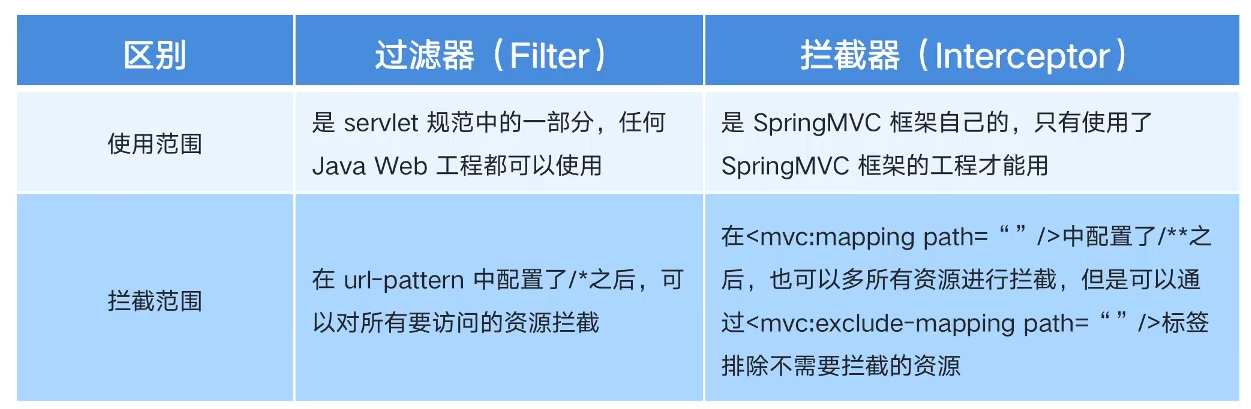 区别
过滤器（Filter）
拦截器（Interceptor）
使用范围
是 servlet 规范中的一部分，任何
Java Web 工程都可以使用
是 SpringMVC 框架自己的，只有使用了
SpringMVC 框架的工程才能用
拦截范围
在 url-pattern 中配置了/*之后，可
以对所有要访问的资源拦截
在<mvc:mapping path=“”/>中配置了/**之
后，也可以多所有资源进行拦截，但是可以通
过<mvc:exclude-mapping path=“”/>标签
排除不需要拦截的资源